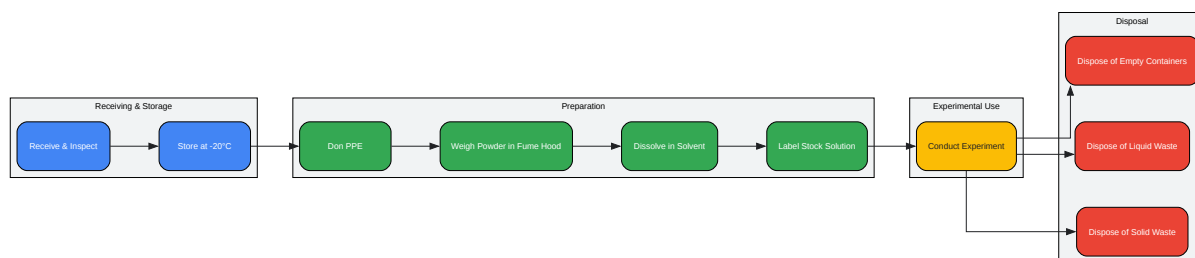 Receiving & Storage
Receive & Inspect
Store at -20°C
Preparation
Don PPE
Weigh Powder in Fume Hood
Dissolve in Solvent
Label Stock Solution
Experimental Use
Conduct Experiment
Disposal
Dispose of Empty Containers
Dispose of Liquid Waste
Dispose of Solid Waste